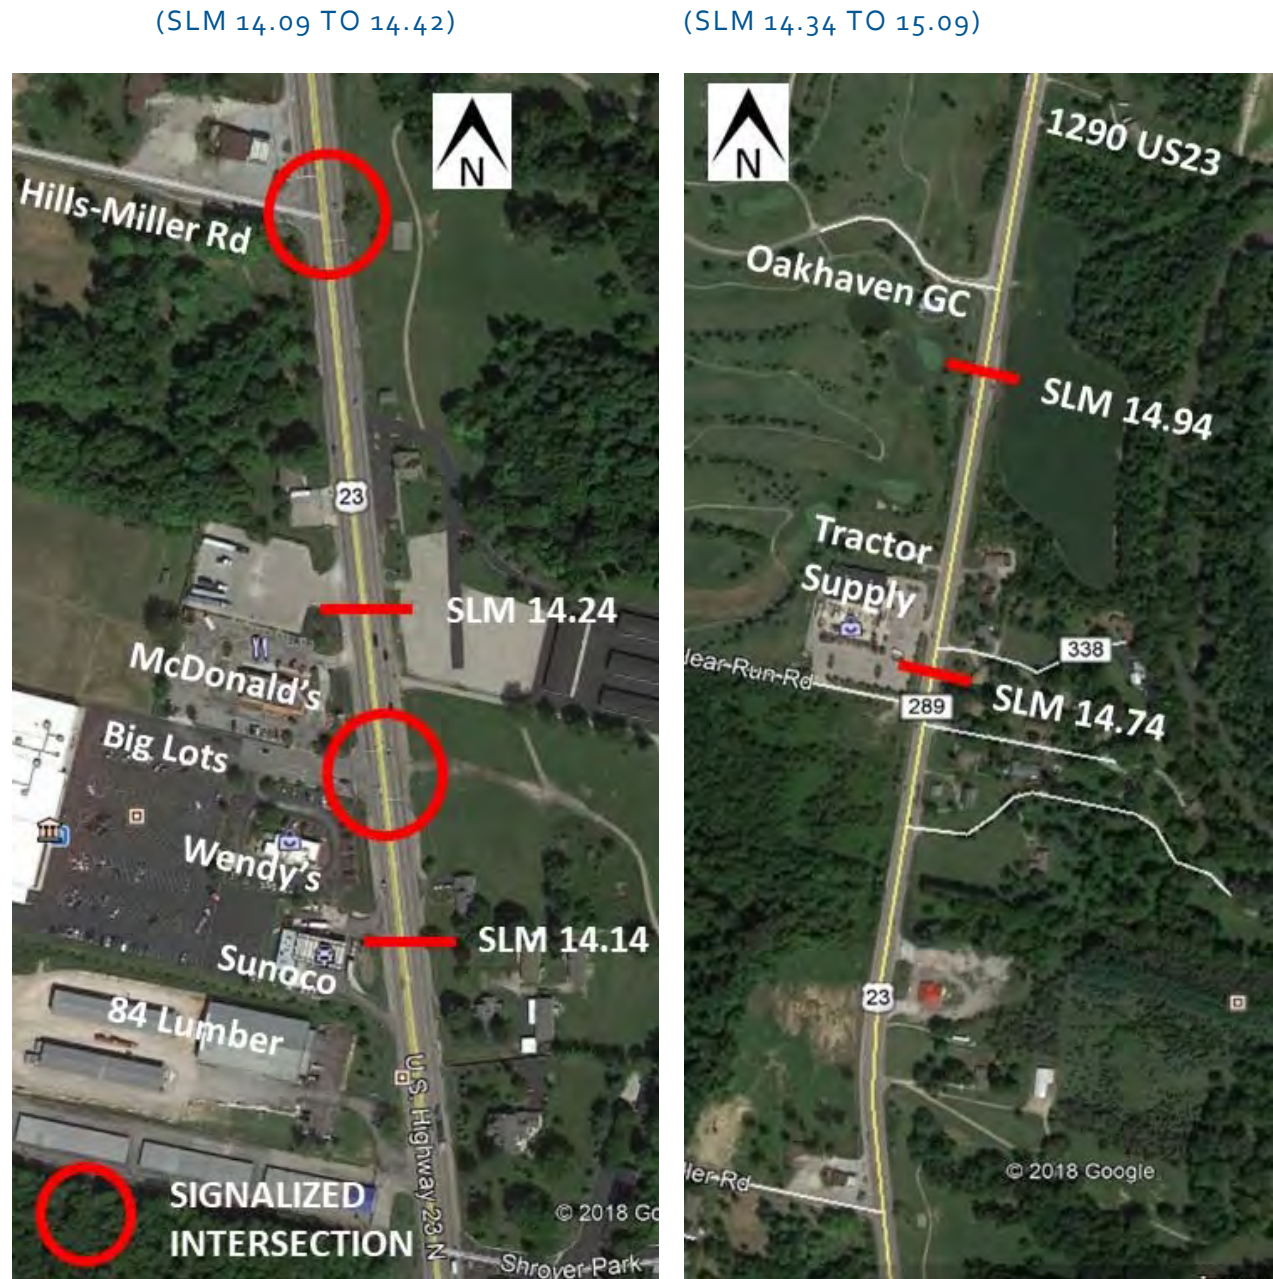 (SLM 14.09 TO 14.42)
(SLM 14.34 TO 15.09)
N
Hills-Miller Rd
23
SLM 14.24
McDonald's
Big Lots
Wendy's
SLM 14.14
Sunoco
84 Lumber
U.S. Highway 23 N
SIGNALIZED
INTERSECTION
© 2018 Go
Shrover Park
N
1290 US23
Oakhaven GC
SLM 14.94
Tractor
Supply
338
lear Run Rd
289
SLM 14.74
23
© 2018 Google
ller Rd